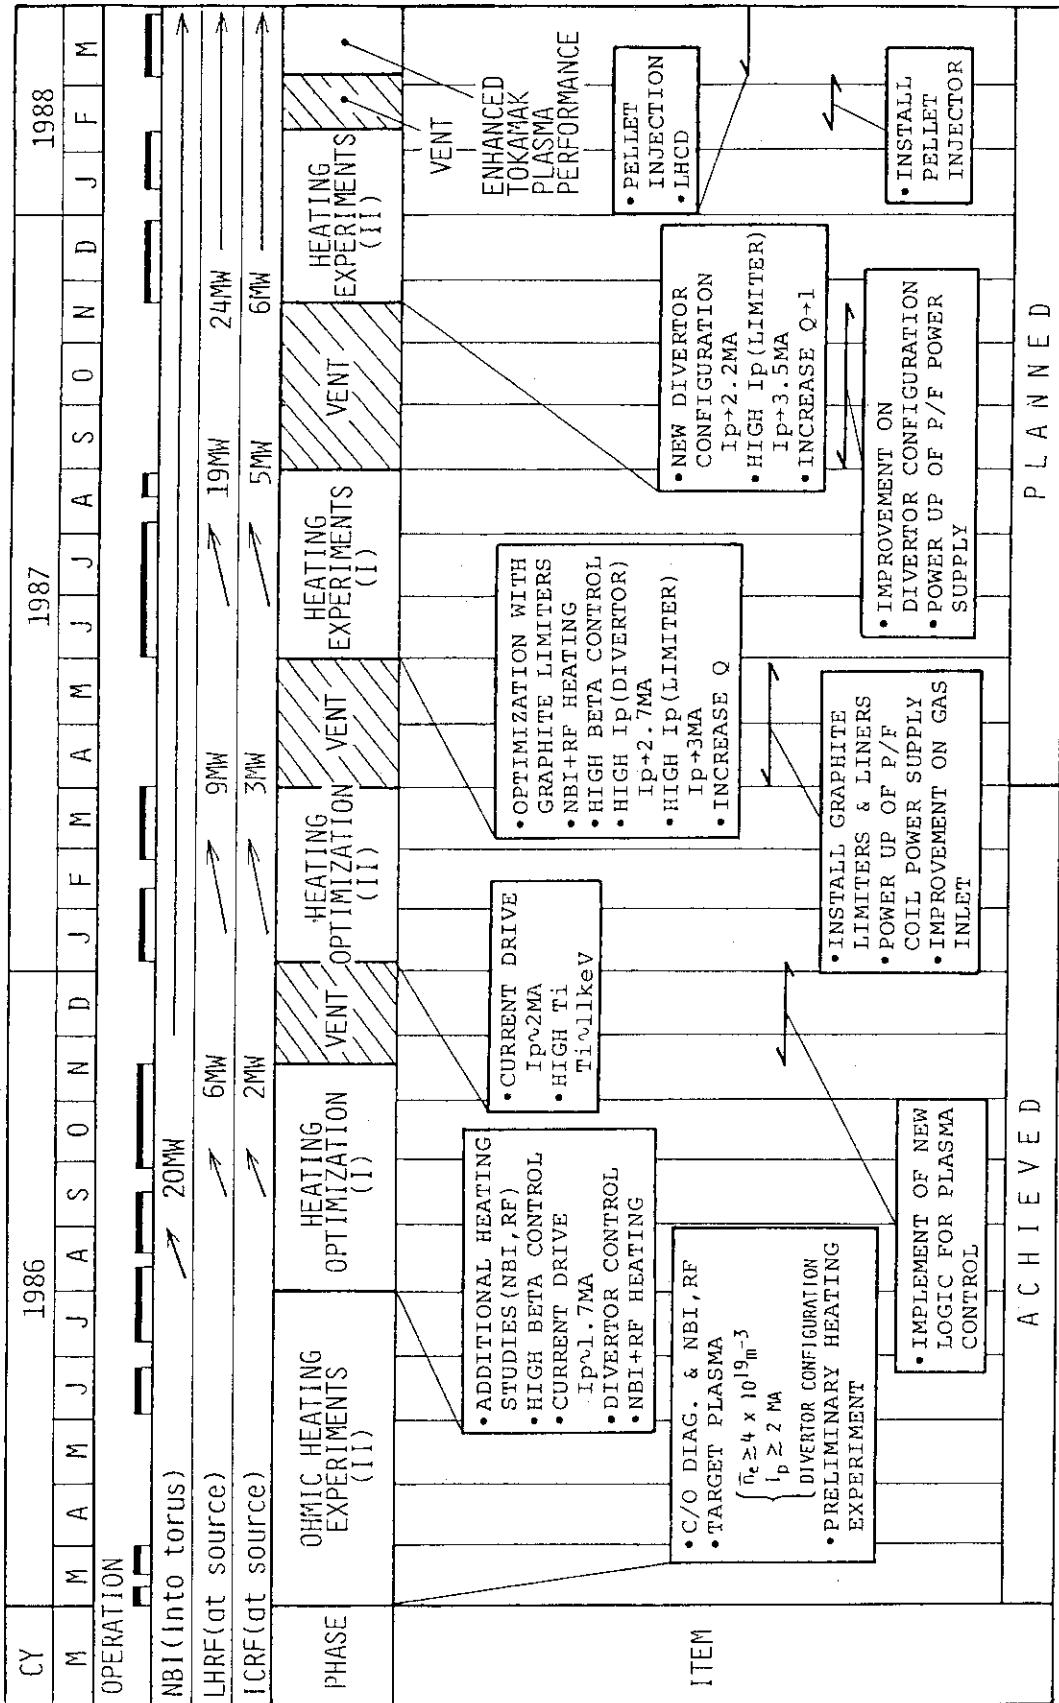 CY 1986 1987 1988
M M A M J J A S O N D J F M A M J J A S O N D J F M
OPERATION
NBI(into torus) 20MW
LHRF(at source) 6MW 9MW 19MW 24MW
ICRF(at source) 2MW 3MW 5MW 6MW
PHASE
OHMIC HEATING
EXPERIMENTS
(II)
HEATING
OPTIMIZATION
(I)
VENT
HEATING
OPTIMIZATION
(II)
VENT
HEATING
EXPERIMENTS
(I)
VENT
HEATING
EXPERIMENTS
(II)
VENT
ENHANCED
TOKAMAK
PLASMA
PERFORMANCE
ITEM
• C/O DIAG. & NBI,RF
• TARGET PLASMA
n̄e ≥ 4 x 10¹⁹m⁻³
Ip ≥ 2 MA
DIVERTOR CONFIGURATION
• PRELIMINARY HEATING
EXPERIMENT
• ADDITIONAL HEATING
STUDIES(NBI,RF)
• HIGH BETA CONTROL
• CURRENT DRIVE
Ip~1.7MA
• DIVERTOR CONTROL
• NBI+RF HEATING
• IMPLEMENT OF NEW
LOGIC FOR PLASMA
CONTROL
• CURRENT DRIVE
Ip~2MA
• HIGH Ti
Ti~11keV
• INSTALL GRAPHITE
LIMITERS & LINERS
• POWER UP OF P/F
COIL POWER SUPPLY
• IMPROVEMENT ON GAS
INLET
• OPTIMIZATION WITH
GRAPHITE LIMITERS
• NBI+RF HEATING
• HIGH BETA CONTROL
• HIGH Ip(DIVERTOR)
Ip→2.7MA
• HIGH Ip(LIMITER)
Ip→3MA
• INCREASE Q
• IMPROVEMENT ON
DIVERTOR CONFIGURATION
• POWER UP OF P/F POWER
SUPPLY
• NEW DIVERTOR
CONFIGURATION
Ip→2.2MA
• HIGH Ip(LIMITER)
Ip→3.5MA
• INCREASE Q→1
• PELLET
INJECTION
• LHCD
• INSTALL
PELLET
INJECTOR
ACHIEVED PLANNED